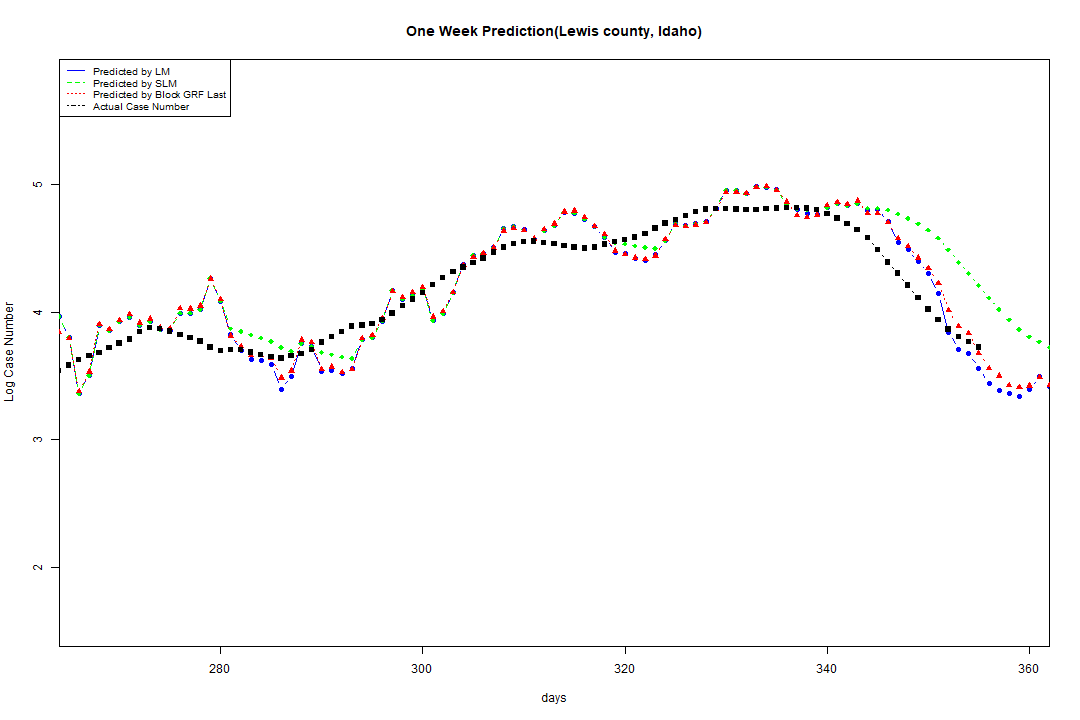 One Week Prediction(Lewis county, Idaho)
Predicted by LM
Predicted by SLM
Predicted by Block GRF Last
Actual Case Number
5
4
3
2
Log Case Number
280
300
320
340
360
days